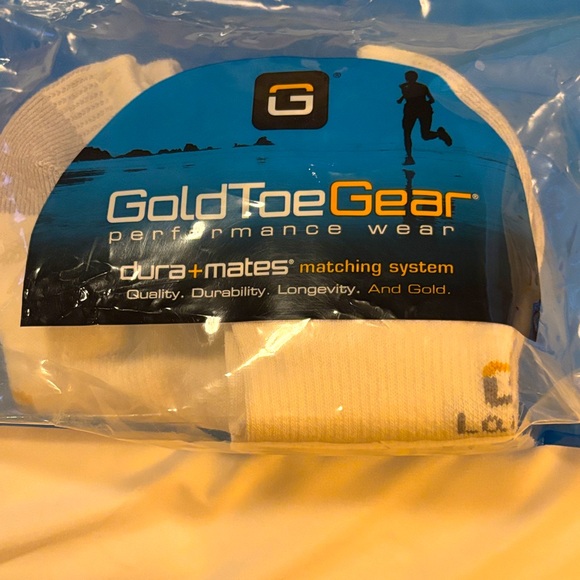 G
GoldToeGear®
performance wear
dura+mates® matching system
Quality. Durability. Longevity. And Gold.